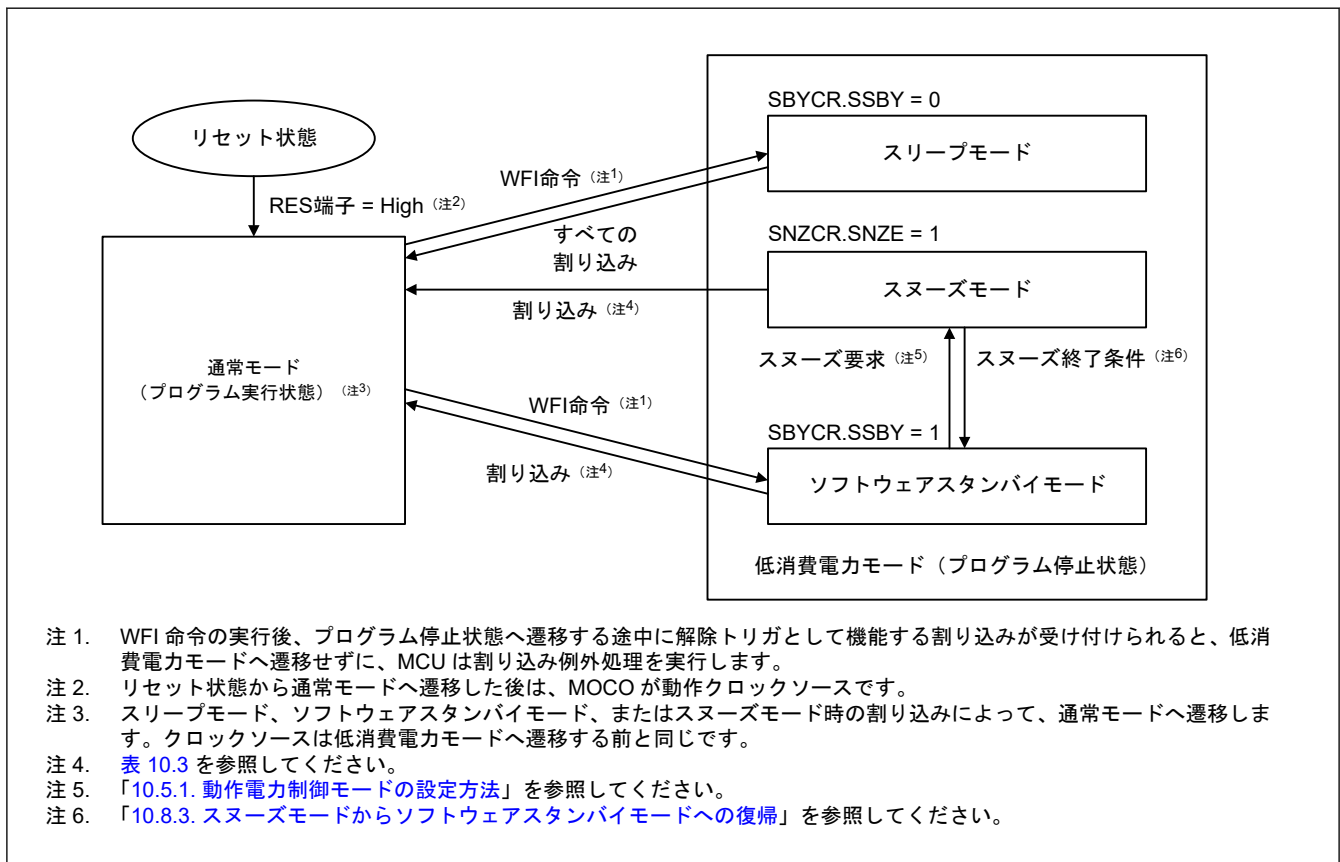 SBYCR.SSBY = 0
リセット状態
スリープモード
WFI命令（注1）
RES端子 = High（注2）
すべての
割り込み
SNZCR.SNZE = 1
スヌーズモード
割り込み（注4）
通常モード
（プログラム実行状態）（注3）
スヌーズ要求（注5）
スヌーズ終了条件（注6）
WFI命令（注1）
SBYCR.SSBY = 1
割り込み（注4）
ソフトウェアスタンバイモード
低消費電力モード（プログラム停止状態）
注 1. WFI 命令の実行後、プログラム停止状態へ遷移する途中に解除トリガとして機能する割り込みが受け付けられると、低消
費電力モードへ遷移せずに、MCU は割り込み例外処理を実行します。
注 2. リセット状態から通常モードへ遷移した後は、MOCO が動作クロックソースです。
注 3. スリープモード、ソフトウェアスタンバイモード、またはスヌーズモード時の割り込みによって、通常モードへ遷移しま
す。クロックソースは低消費電力モードへ遷移する前と同じです。
注 4. 表 10.3 を参照してください。
注 5. 「10.5.1. 動作電力制御モードの設定方法」を参照してください。
注 6. 「10.8.3. スヌーズモードからソフトウェアスタンバイモードへの復帰」を参照してください。